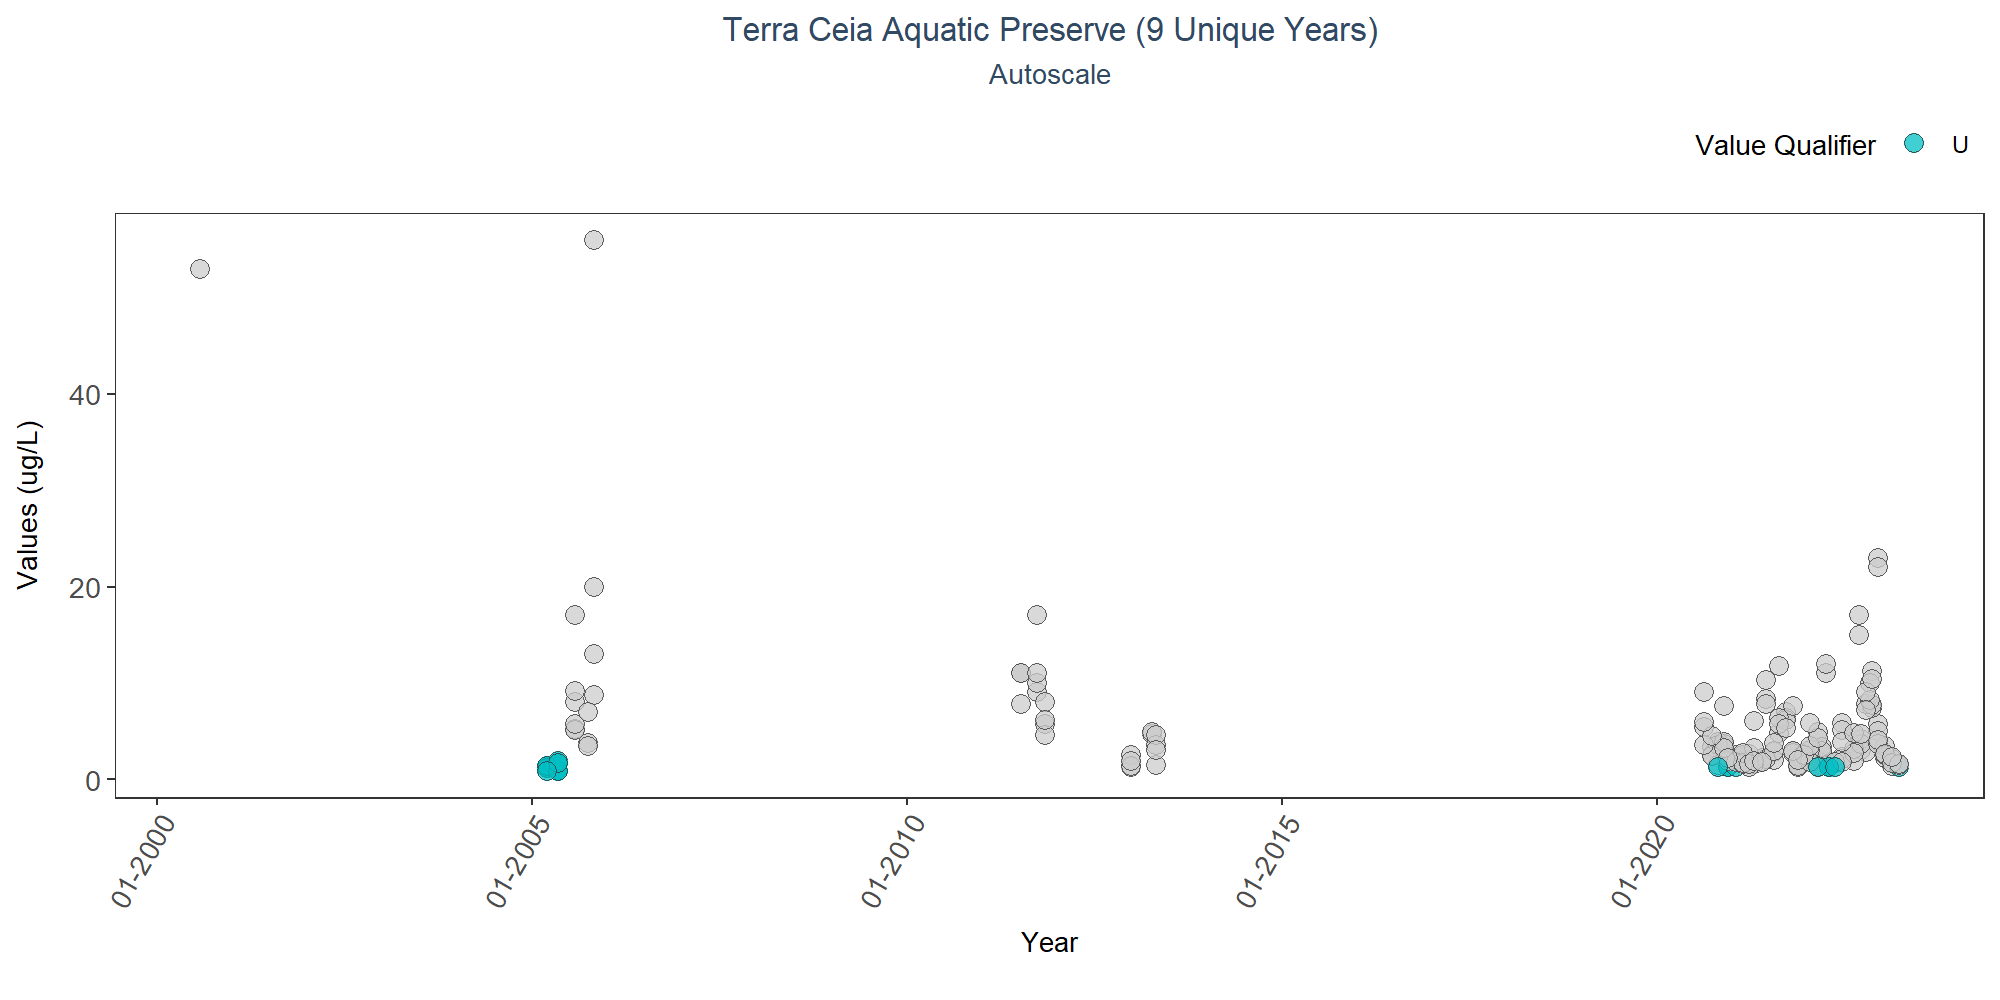 Terra Ceia Aquatic Preserve (9 Unique Years)
Autoscale
Value Qualifier U
Values (ug/L)
40
20
0
01-2000
01-2005
01-2010
01-2015
01-2020
Year